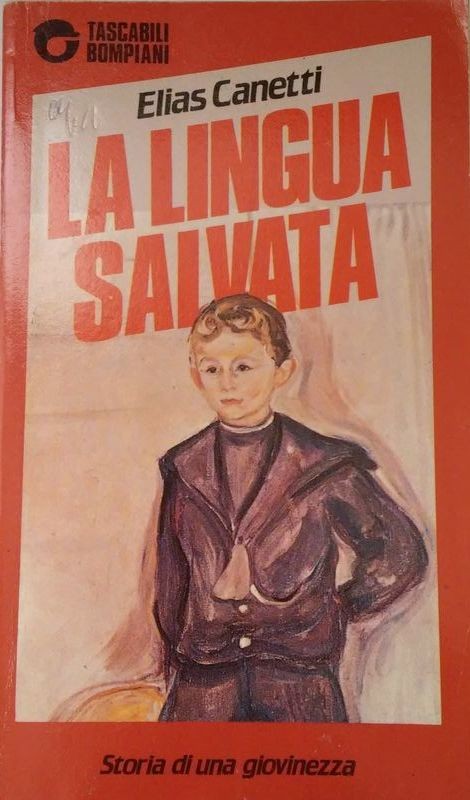 TASCABILI
BOMPIANI
Elias Canetti
LA LINGUA
SALVATA
Storia di una giovinezza